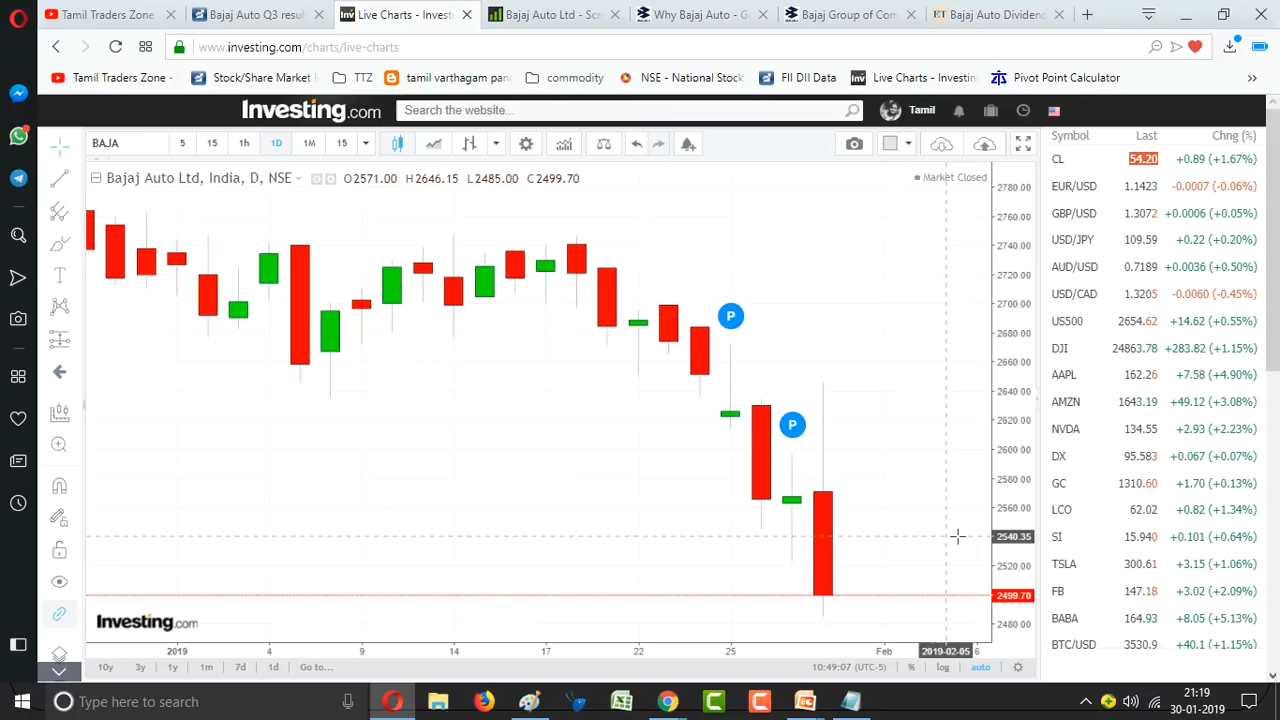 Tamil Traders Zone
Bajaj Auto Q3 resul
Live Charts - Investi
Bajaj Auto Ltd - Scr
Why Bajaj Auto - G
Bajaj Group of Com
Bajaj Auto Dividend
www.investing.com/charts/live-charts
Tamil Traders Zone -
Stock/Share Market I
TTZ
tamil varthagam pan
commodity
NSE - National Stock
FII DII Data
Live Charts - Investin
Pivot Point Calculator
Investing.com
Search the website...
Tamil
BAJA
5
15
1h
1D
1M
15
Bajaj Auto Ltd, India, D, NSE
O2571.00 H2646.15 L2485.00 C2499.70
Market Closed
2780.00
2760.00
2740.00
2720.00
2700.00
2680.00
2660.00
2640.00
2620.00
2600.00
2580.00
2560.00
2540.35
2520.00
2499.70
2480.00
P
P
Investing.com
2019 4 9 14 17 22 25 Feb 2019-02-05 6
10y 3y 1y 1m 7d 1d Go to... 10:49:07 (UTC-5) % log auto
Symbol Last Chng (%)
CL 54.20 +0.89 (+1.67%)
EUR/USD 1.1423 -0.0007 (-0.06%)
GBP/USD 1.3072 +0.0006 (+0.05%)
USD/JPY 109.59 +0.22 (+0.20%)
AUD/USD 0.7189 +0.0036 (+0.50%)
USD/CAD 1.3205 -0.0060 (-0.45%)
US500 2654.62 +14.62 (+0.55%)
DJI 24863.78 +283.82 (+1.15%)
AAPL 162.26 +7.58 (+4.90%)
AMZN 1643.19 +49.12 (+3.08%)
NVDA 134.55 +2.93 (+2.23%)
DX 95.583 +0.067 (+0.07%)
GC 1310.60 +1.70 (+0.13%)
LCO 62.02 +0.82 (+1.34%)
SI 15.940 +0.101 (+0.64%)
TSLA 300.61 +3.15 (+1.06%)
FB 147.18 +3.02 (+2.09%)
BABA 164.93 +8.05 (+5.13%)
BTC/USD 3530.9 +40.1 (+1.15%)
Type here to search
21:19
30-01-2019